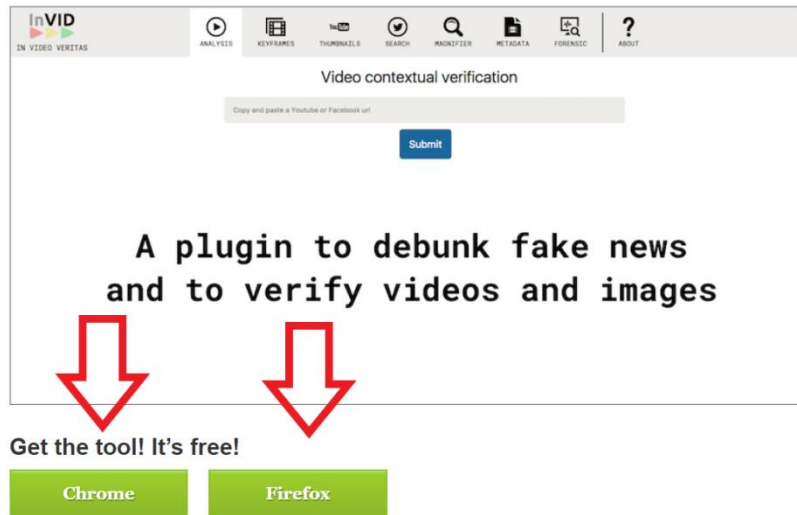 InVID
IN VIDEO VERITAS
ANALYSIS
KEYFRAMES
You Tube
THUMBNAILS
SEARCH
MAGNIFIER
METADATA
FORENSIC
?
ABOUT
Video contextual verification
Copy and paste a Youtube or Facebook url
Submit
A plugin to debunk fake news
and to verify videos and images
Get the tool! It's free!
Chrome
Firefox